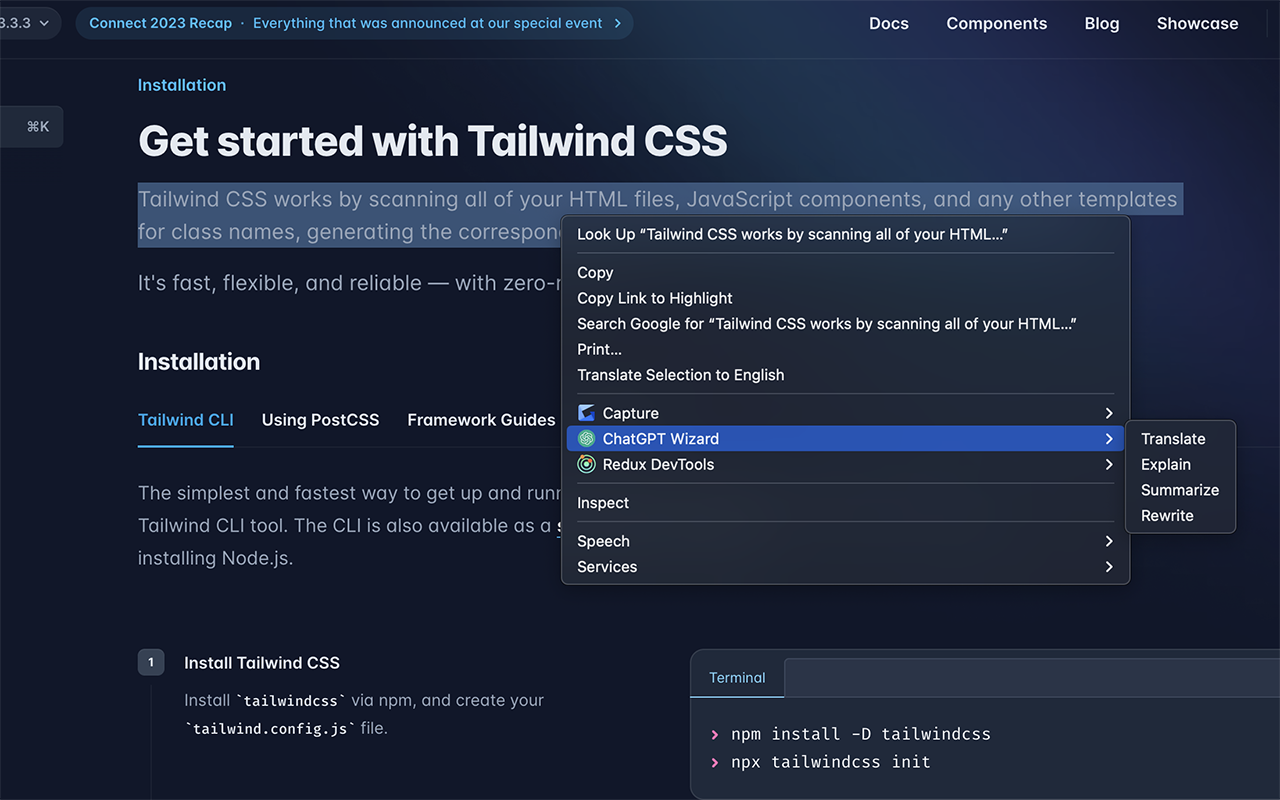 3.3.3
Connect 2023 Recap · Everything that was announced at our special event
Docs
Components
Blog
Showcase
⌘K
Installation
Get started with Tailwind CSS
Tailwind CSS works by scanning all of your HTML files, JavaScript components, and any other templates
for class names, generating the
It's fast, flexible, and reliable — with
Look Up “Tailwind CSS works by scanning all of your HTML...”
Copy
Copy Link to Highlight
Search Google for “Tailwind CSS works by scanning all of your HTML...”
Print...
Translate Selection to English
Capture
ChatGPT Wizard
Redux DevTools
Inspect
Speech
Services
Translate
Explain
Summarize
Rewrite
Installation
Tailwind CLI
Using PostCSS
Framework Guides
The simplest and fastest way to get up and
Tailwind CLI tool. The CLI is also available as a
installing Node.js.
1
Install Tailwind CSS
Install `tailwindcss` via npm, and create your
`tailwind.config.js` file.
Terminal
> npm install -D tailwindcss
> npx tailwindcss init